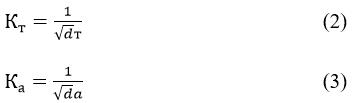 Кт = 1/√dт (2)
Ка = 1/√dа (3)